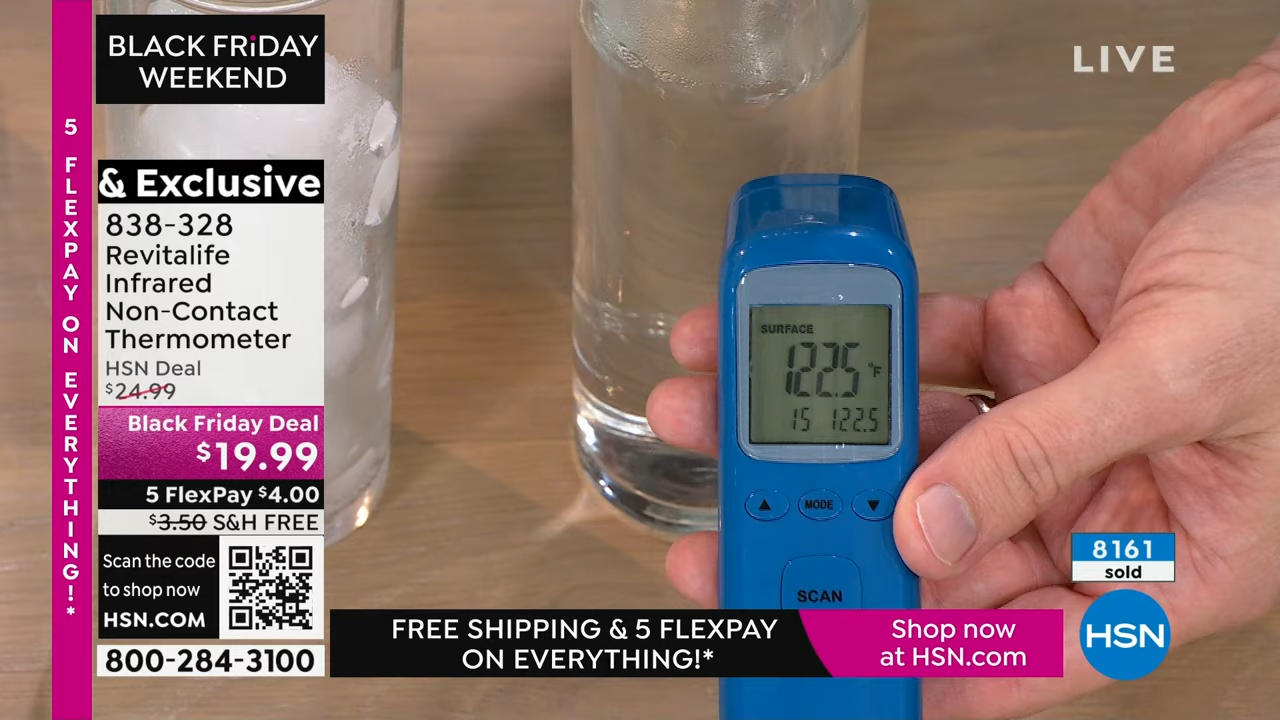 BLACK FRiDAY
WEEKEND
LIVE
5 FLEXPAY ON EVERYTHING!*
& Exclusive
838-328
Revitalife
Infrared
Non-Contact
Thermometer
HSN Deal
$24.99
Black Friday Deal
$19.99
5 FlexPay $4.00
$3.50 S&H FREE
Scan the code
to shop now
HSN.COM
800-284-3100
SURFACE
122.5 °F
15 122.5
▲ MODE ▼
SCAN
8161
sold
FREE SHIPPING & 5 FLEXPAY
ON EVERYTHING!*
Shop now
at HSN.com
HSN